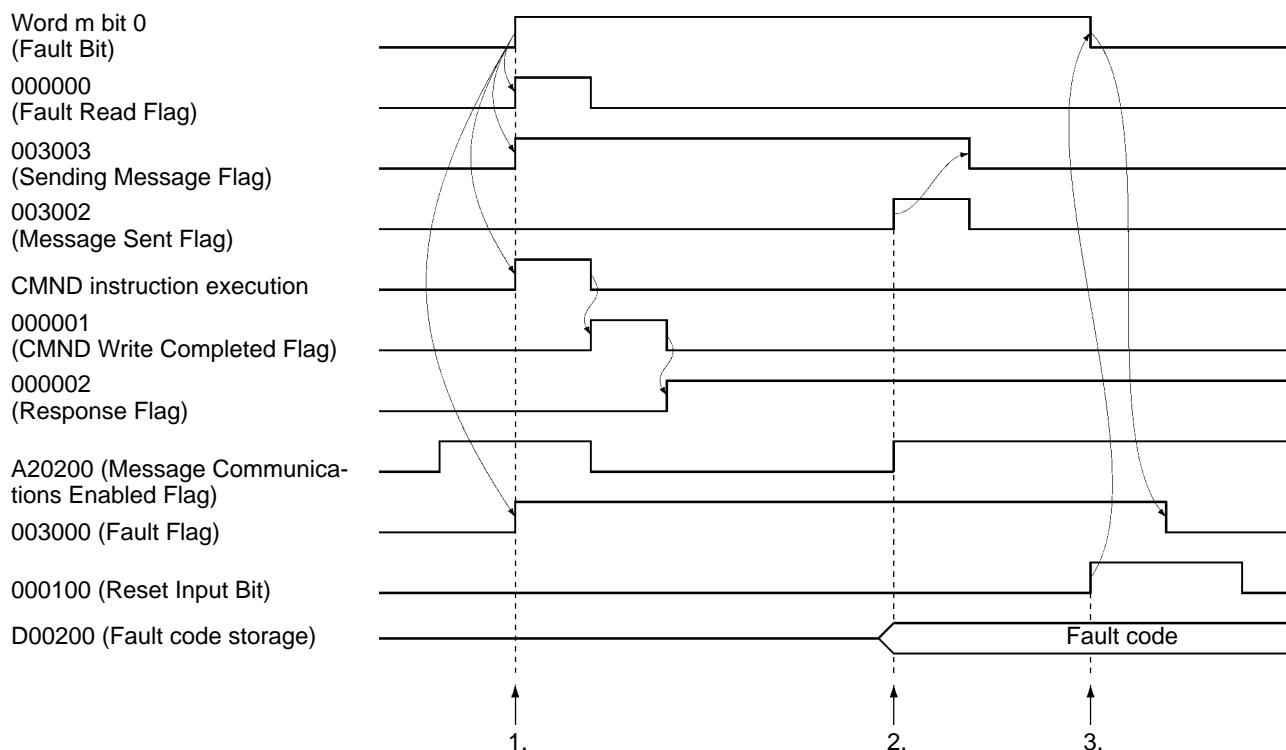 Word m bit 0
(Fault Bit)
000000
(Fault Read Flag)
003003
(Sending Message Flag)
003002
(Message Sent Flag)
CMND instruction execution
000001
(CMND Write Completed Flag)
000002
(Response Flag)
A20200 (Message Communica-
tions Enabled Flag)
003000 (Fault Flag)
000100 (Reset Input Bit)
D00200 (Fault code storage)
Fault code
1. 2. 3.